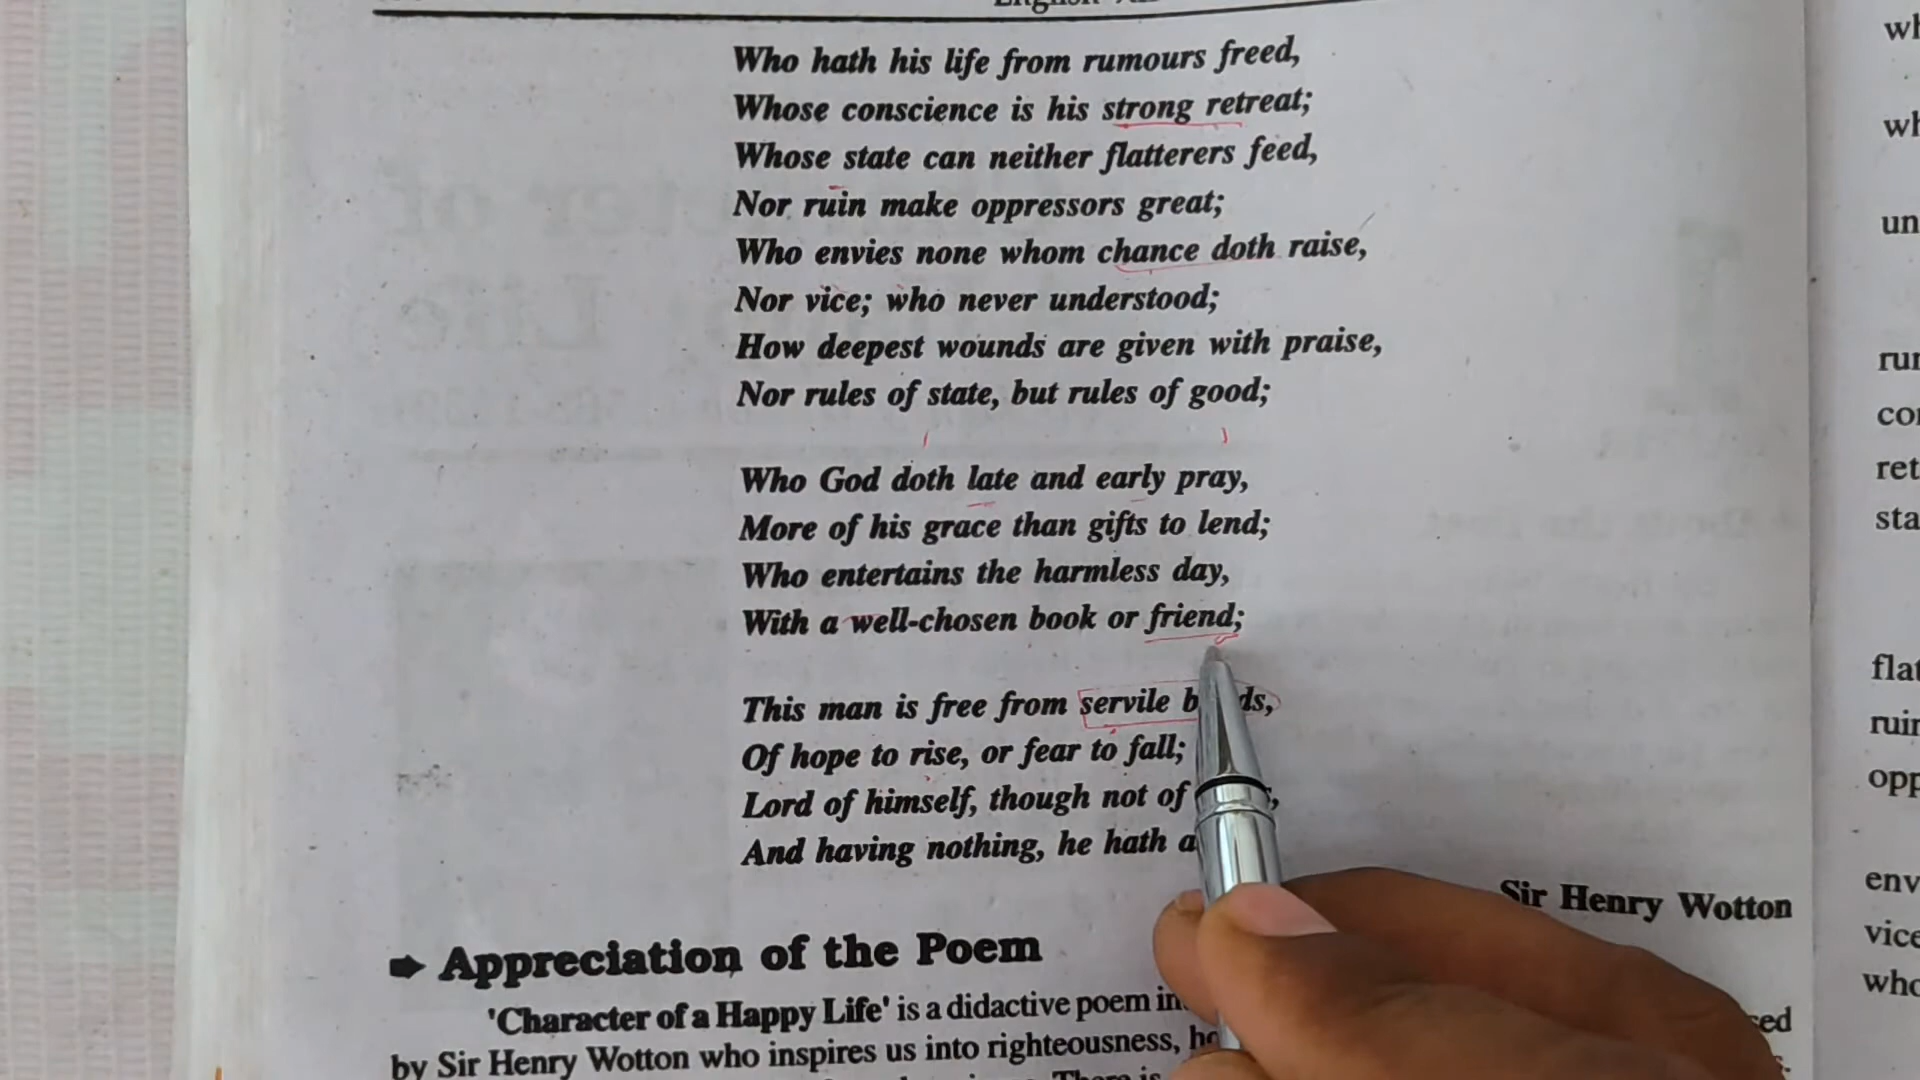 English
Who hath his life from rumours freed,
Whose conscience is his strong retreat;
Whose state can neither flatterers feed,
Nor ruin make oppressors great;
Who envies none whom chance doth raise,
Nor vice; who never understood;
How deepest wounds are given with praise,
Nor rules of state, but rules of good;
Who God doth late and early pray,
More of his grace than gifts to lend;
Who entertains the harmless day,
With a well-chosen book or friend;
This man is free from servile
Of hope to rise, or fear to fall;
Lord of himself, though not of
And having nothing, he hath
Sir Henry Wotton
Appreciation of the Poem
'Character of a Happy Life' is a didactic poem
by Sir Henry Wotton who inspires us into righteousness,